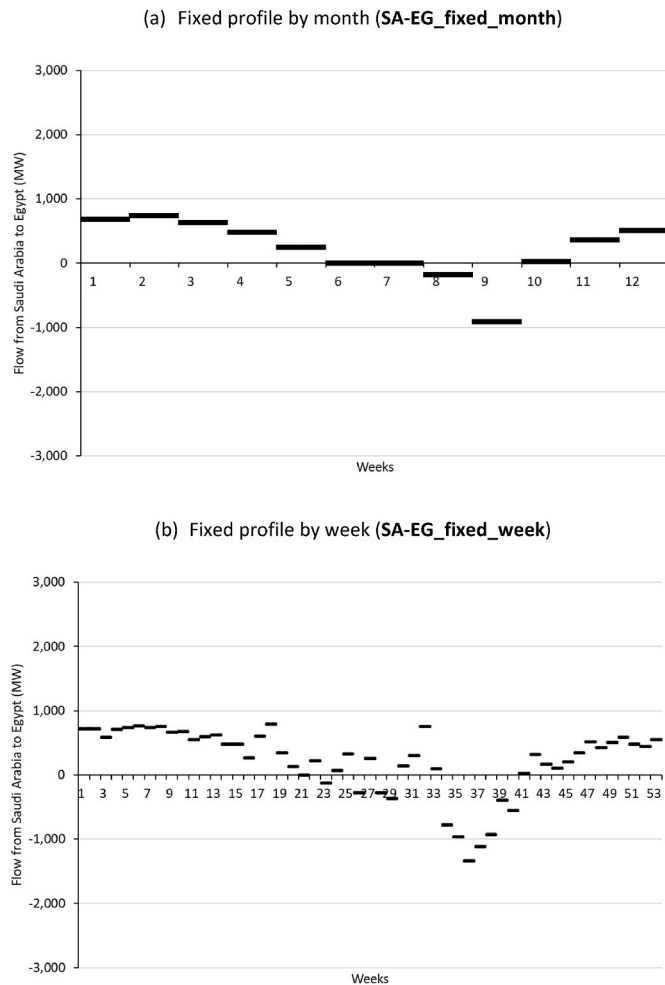 (a) Fixed profile by month (SA-EG_fixed_month)
3,000
2,000
1,000
0
-1,000
-2,000
-3,000
Flow from Saudi Arabia to Egypt (MW)
1 2 3 4 5 6 7 8 9 10 11 12
Weeks
(b) Fixed profile by week (SA-EG_fixed_week)
3,000
2,000
1,000
0
-1,000
-2,000
-3,000
Flow from Saudi Arabia to Egypt (MW)
1 3 5 7 9 11 13 15 17 19 21 23 25 27 29 31 33 35 37 39 41 43 45 47 49 51 53
Weeks